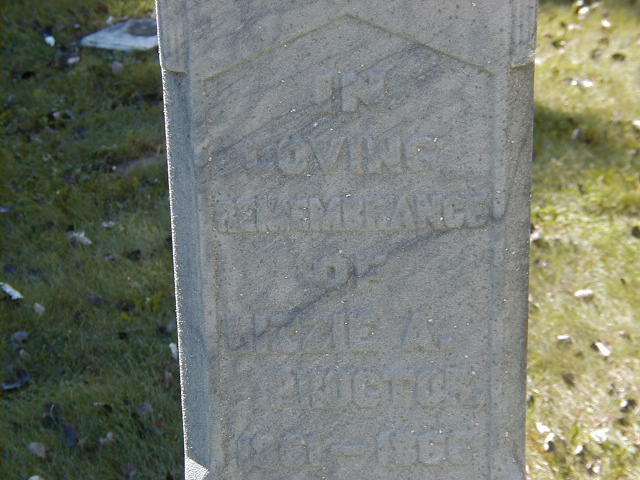 IN
LOVING
REMEMBRANCE
OF
LIZZIE A.
PROCTOR